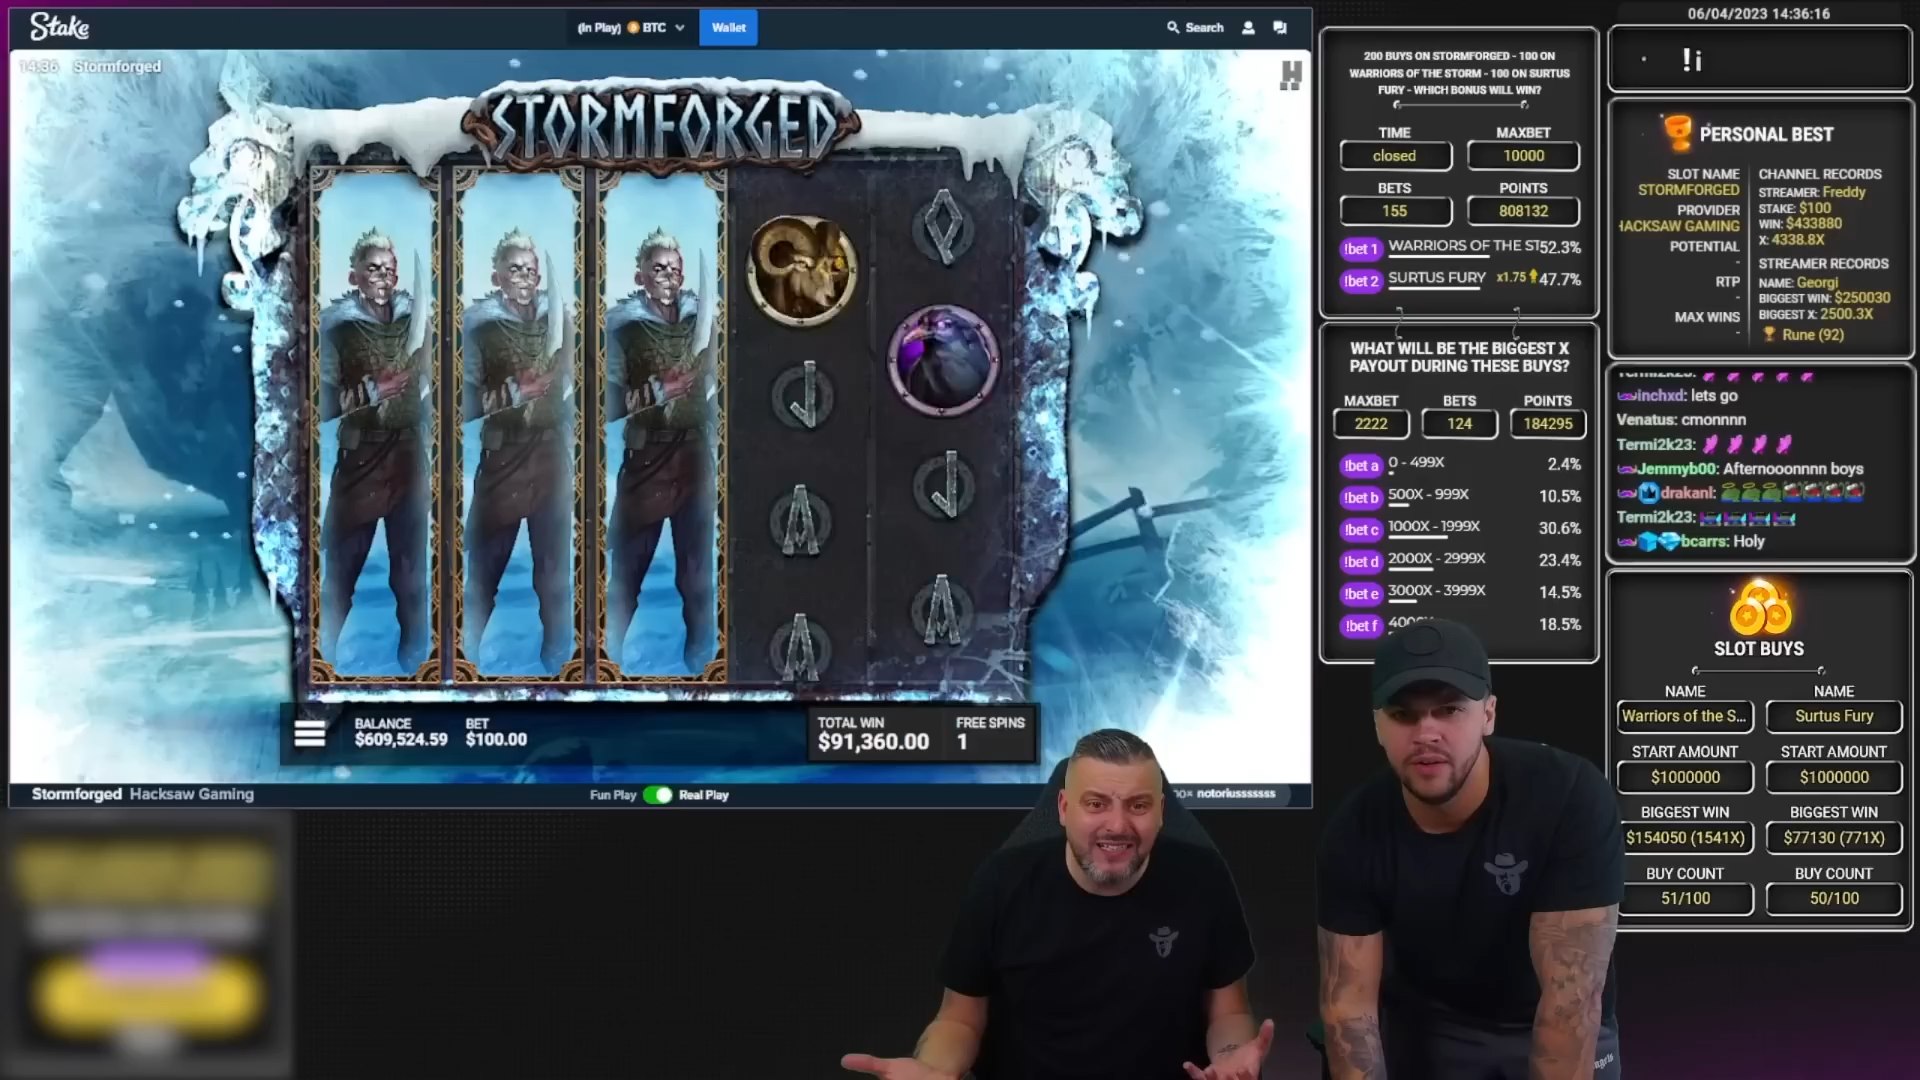 Stake
(In Play) BTC
Wallet
Search
14:36 Stormforged
STORMFORGED
BALANCE
$609,524.59
BET
$100.00
TOTAL WIN
$91,360.00
FREE SPINS
1
Stormforged Hacksaw Gaming
Fun Play Real Play
notoriusssssss
200 BUYS ON STORMFORGED - 100 ON
WARRIORS OF THE STORM - 100 ON SURTUS
FURY - WHICH BONUS WILL WIN?
TIME
closed
MAXBET
10000
BETS
155
POINTS
808132
!bet 1 WARRIORS OF THE ST 52.3%
!bet 2 SURTUS FURY x1.75 47.7%
WHAT WILL BE THE BIGGEST X
PAYOUT DURING THESE BUYS?
MAXBET
2222
BETS
124
POINTS
184295
!bet a 0 - 499X 2.4%
!bet b 500X - 999X 10.5%
!bet c 1000X - 1999X 30.6%
!bet d 2000X - 2999X 23.4%
!bet e 3000X - 3999X 14.5%
!bet f 18.5%
06/04/2023 14:36:16
!i
PERSONAL BEST
SLOT NAME
STORMFORGED
PROVIDER
HACKSAW GAMING
POTENTIAL
-
RTP
-
MAX WINS
-
CHANNEL RECORDS
STREAMER: Freddy
STAKE: $100
WIN: $433880
X: 4338.8X
STREAMER RECORDS
NAME: Georgi
BIGGEST WIN: $250030
BIGGEST X: 2500.3X
Rune (92)
Termi2k23:
inchxd: lets go
Venatus: cmonnnn
Termi2k23:
Jemmyb00: Afternooonnnn boys
drakanl:
Termi2k23:
bcarrs: Holy
SLOT BUYS
NAME
Warriors of the S...
START AMOUNT
$1000000
BIGGEST WIN
$154050 (1541X)
BUY COUNT
51/100
NAME
Surtus Fury
START AMOUNT
$1000000
BIGGEST WIN
$77130 (771X)
BUY COUNT
50/100